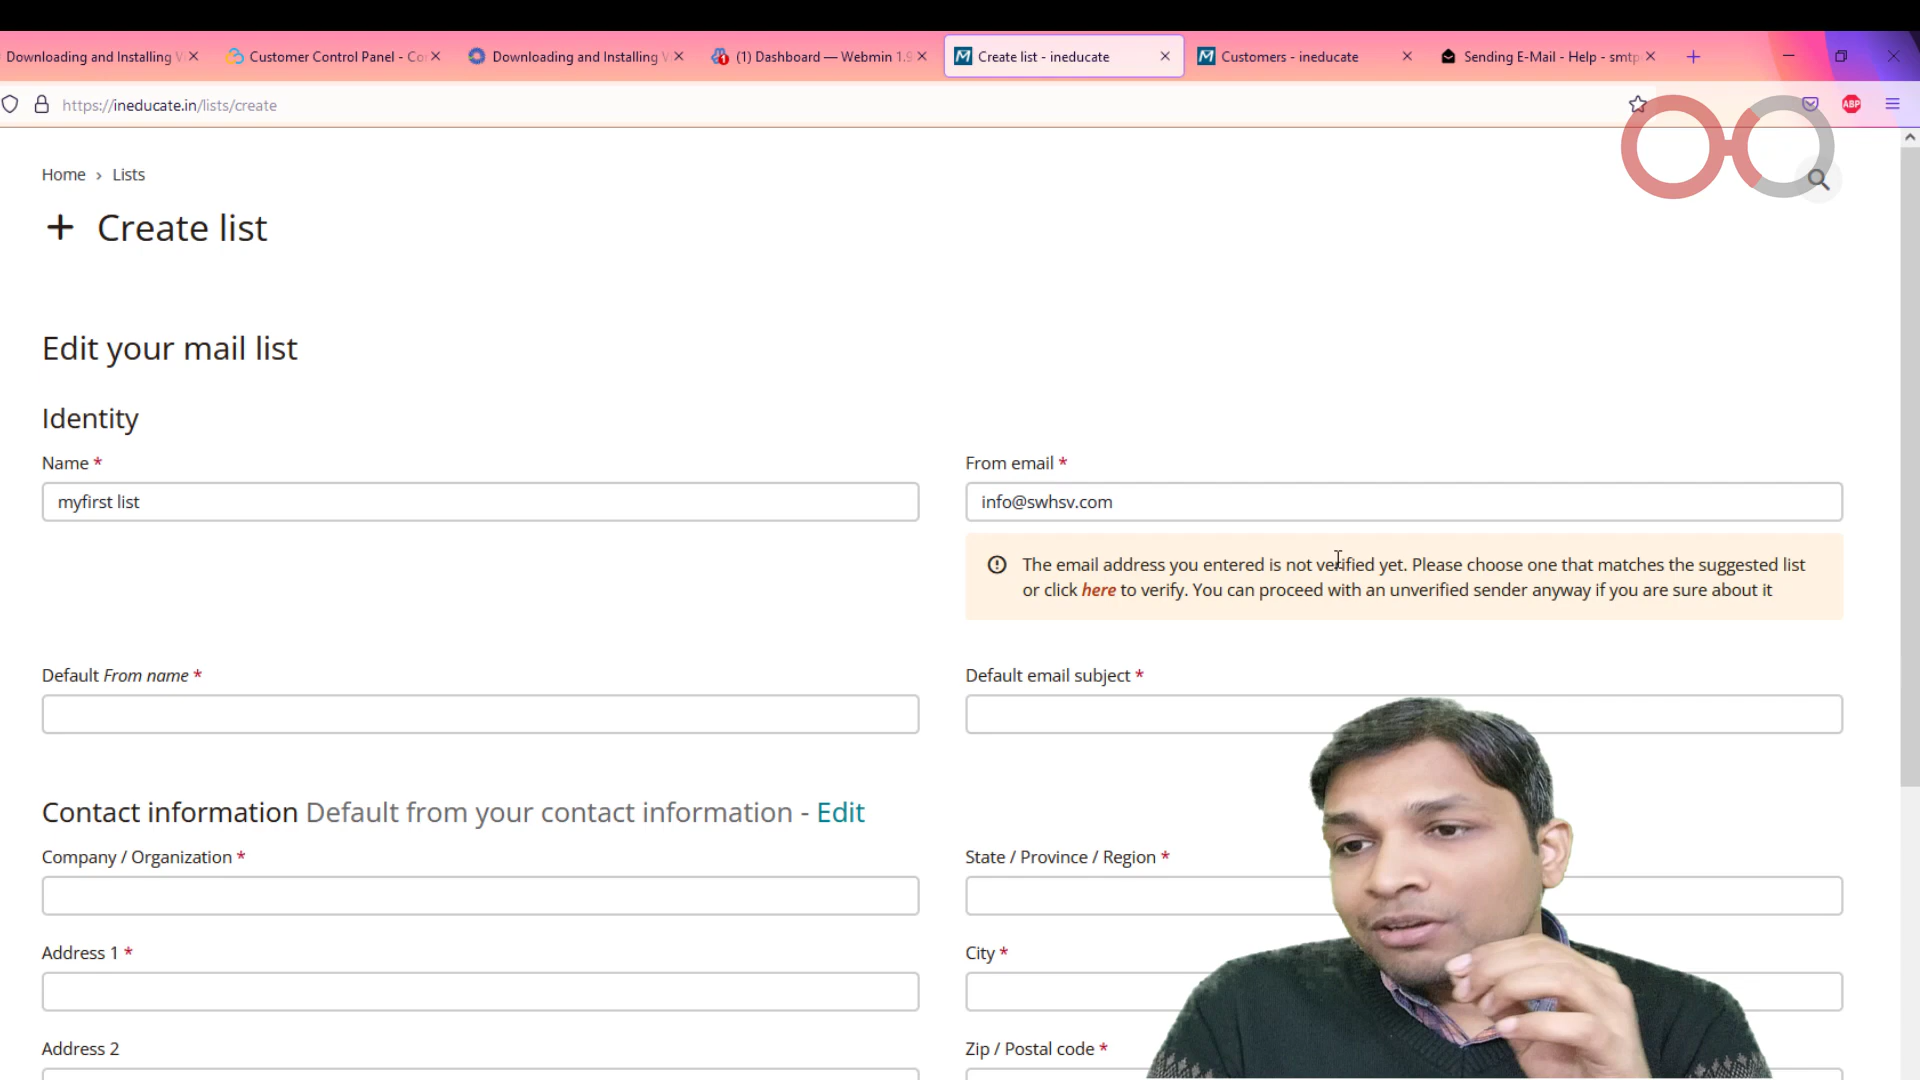 Downloading and Installing Vi
Customer Control Panel - Co
Downloading and Installing V
(1) Dashboard — Webmin 1.9
Create list - ineducate
Customers - ineducate
Sending E-Mail - Help - smtp
https://ineducate.in/lists/create
ABP
Home › Lists
+ Create list
Edit your mail list
Identity
Name *
From email *
myfirst list
info@swhsv.com
The email address you entered is not verified yet. Please choose one that matches the suggested list
or click here to verify. You can proceed with an unverified sender anyway if you are sure about it
Default From name *
Default email subject *
Contact information Default from your contact information - Edit
Company / Organization *
State / Province / Region *
Address 1 *
City *
Address 2
Zip / Postal code *